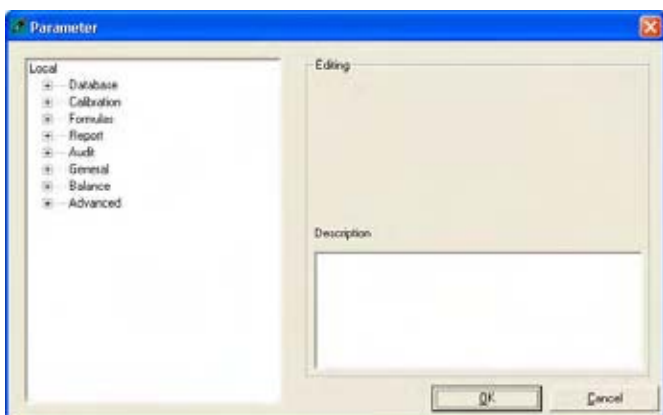 Parameter
Local
Database
Calibration
Formulas
Report
Audit
General
Balance
Advanced
Editing
Description
OK
Cancel